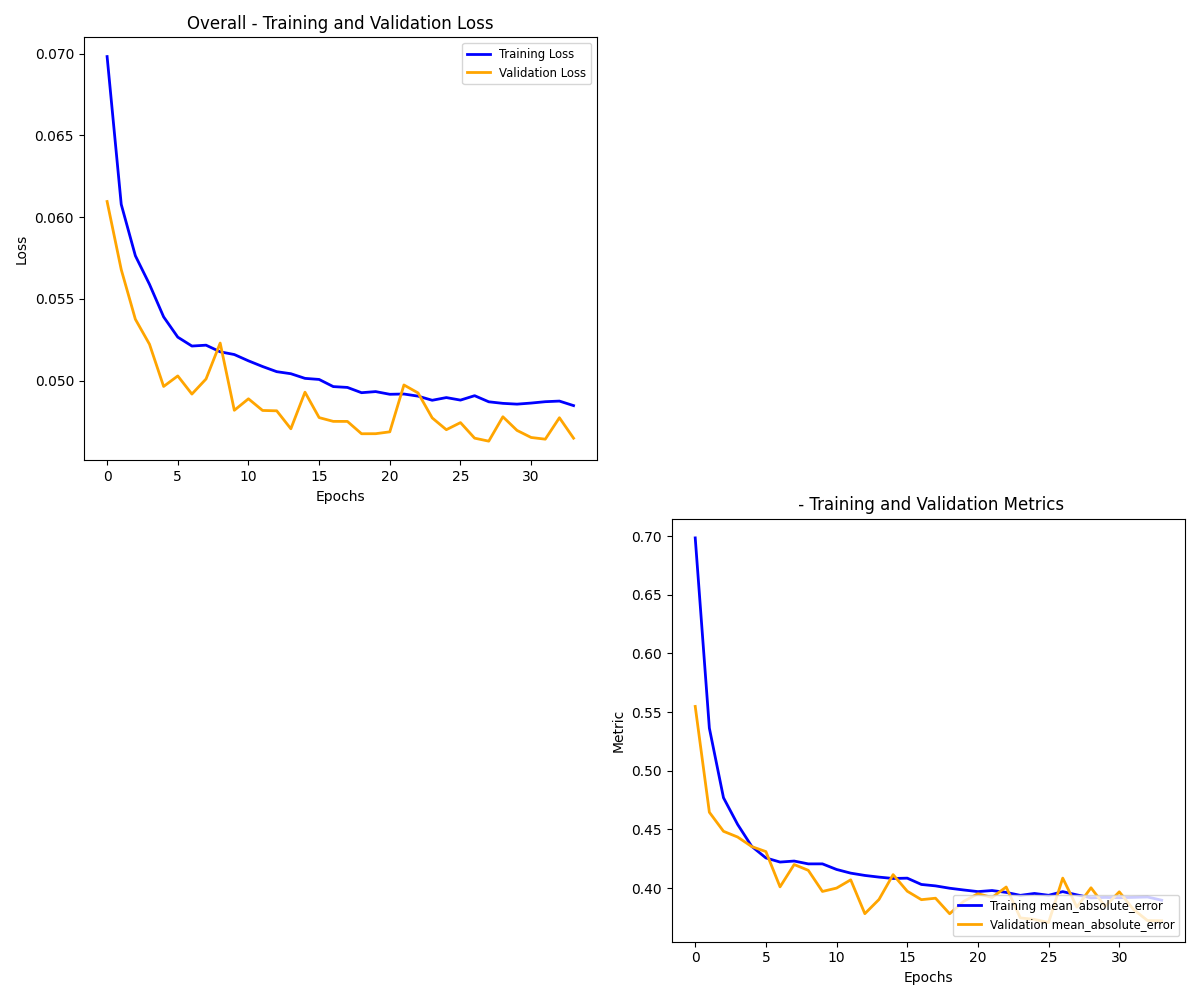 Overall - Training and Validation Loss
Training Loss
Validation Loss
0.070
0.065
0.060
0.055
0.050
Loss
0 5 10 15 20 25 30
Epochs
- Training and Validation Metrics
0.70
0.65
0.60
0.55
0.50
0.45
0.40
Metric
Training mean_absolute_error
Validation mean_absolute_error
0 5 10 15 20 25 30
Epochs